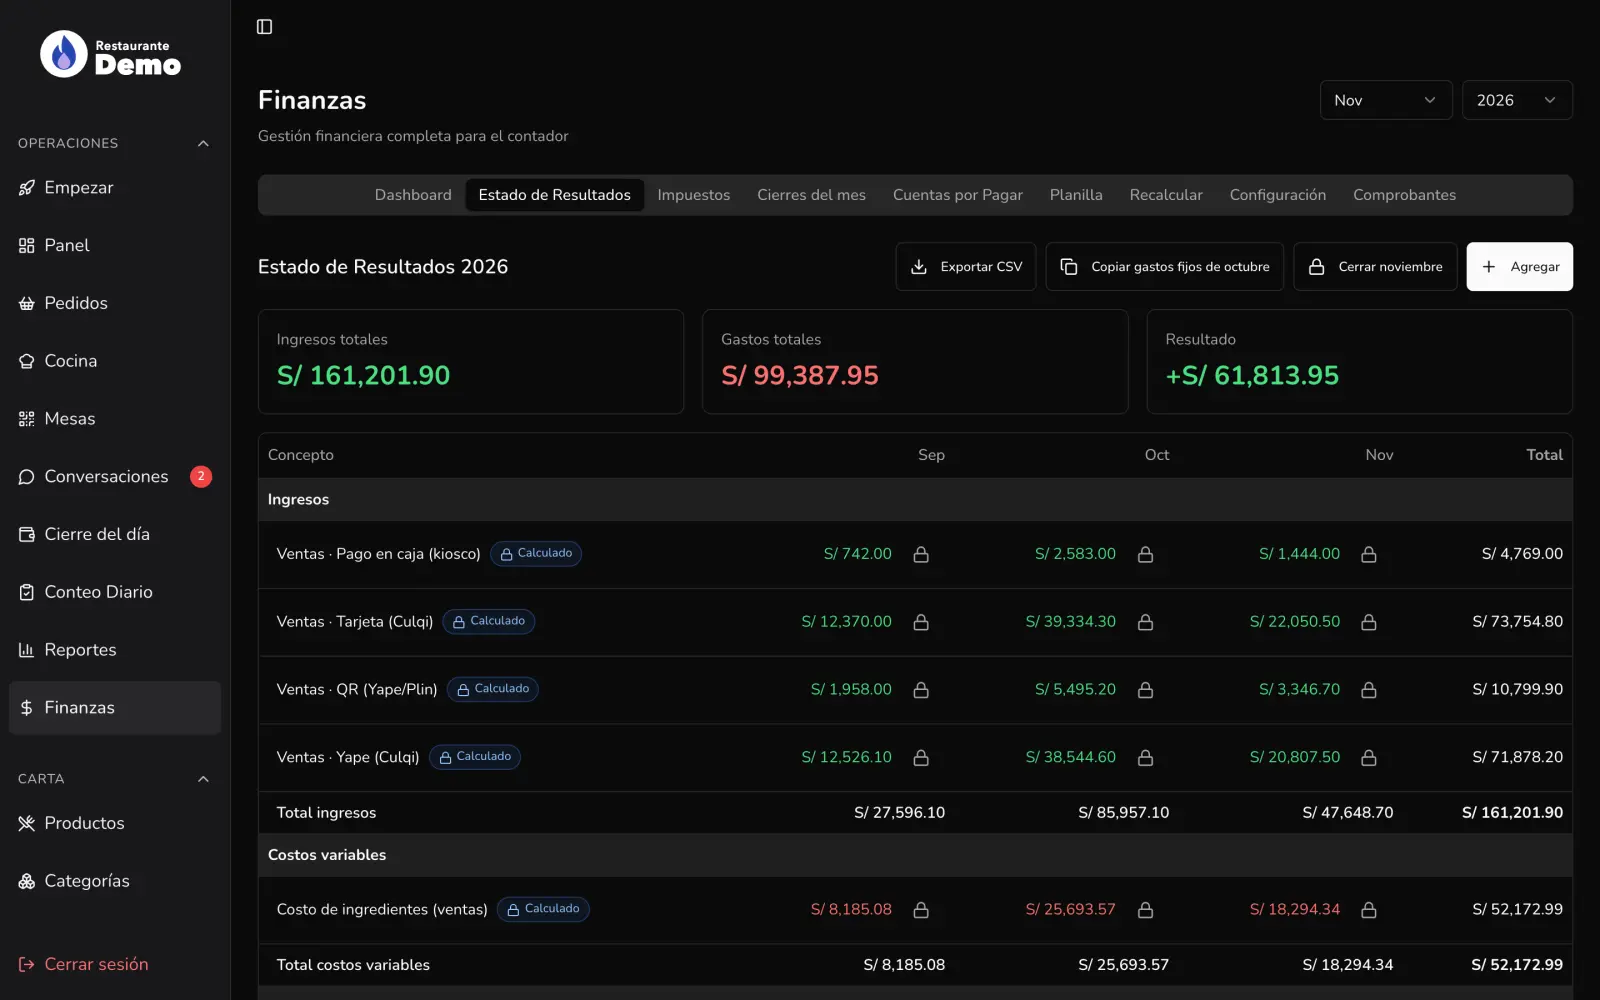 Restaurante
Demo
OPERACIONES
Empezar
Panel
Pedidos
Cocina
Mesas
Conversaciones 2
Cierre del día
Conteo Diario
Reportes
Finanzas
CARTA
Productos
Categorías
Cerrar sesión
Finanzas
Gestión financiera completa para el contador
Nov 2026
Dashboard Estado de Resultados Impuestos Cierres del mes Cuentas por Pagar Planilla Recalcular Configuración Comprobantes
Estado de Resultados 2026
Exportar CSV Copiar gastos fijos de octubre Cerrar noviembre Agregar
Ingresos totales
S/ 161,201.90
Gastos totales
S/ 99,387.95
Resultado
+S/ 61,813.95
Concepto Sep Oct Nov Total
Ingresos
Ventas · Pago en caja (kiosco) Calculado S/ 742.00 S/ 2,583.00 S/ 1,444.00 S/ 4,769.00
Ventas · Tarjeta (Culqi) Calculado S/ 12,370.00 S/ 39,334.30 S/ 22,050.50 S/ 73,754.80
Ventas · QR (Yape/Plin) Calculado S/ 1,958.00 S/ 5,495.20 S/ 3,346.70 S/ 10,799.90
Ventas · Yape (Culqi) Calculado S/ 12,526.10 S/ 38,544.60 S/ 20,807.50 S/ 71,878.20
Total ingresos S/ 27,596.10 S/ 85,957.10 S/ 47,648.70 S/ 161,201.90
Costos variables
Costo de ingredientes (ventas) Calculado S/ 8,185.08 S/ 25,693.57 S/ 18,294.34 S/ 52,172.99
Total costos variables S/ 8,185.08 S/ 25,693.57 S/ 18,294.34 S/ 52,172.99